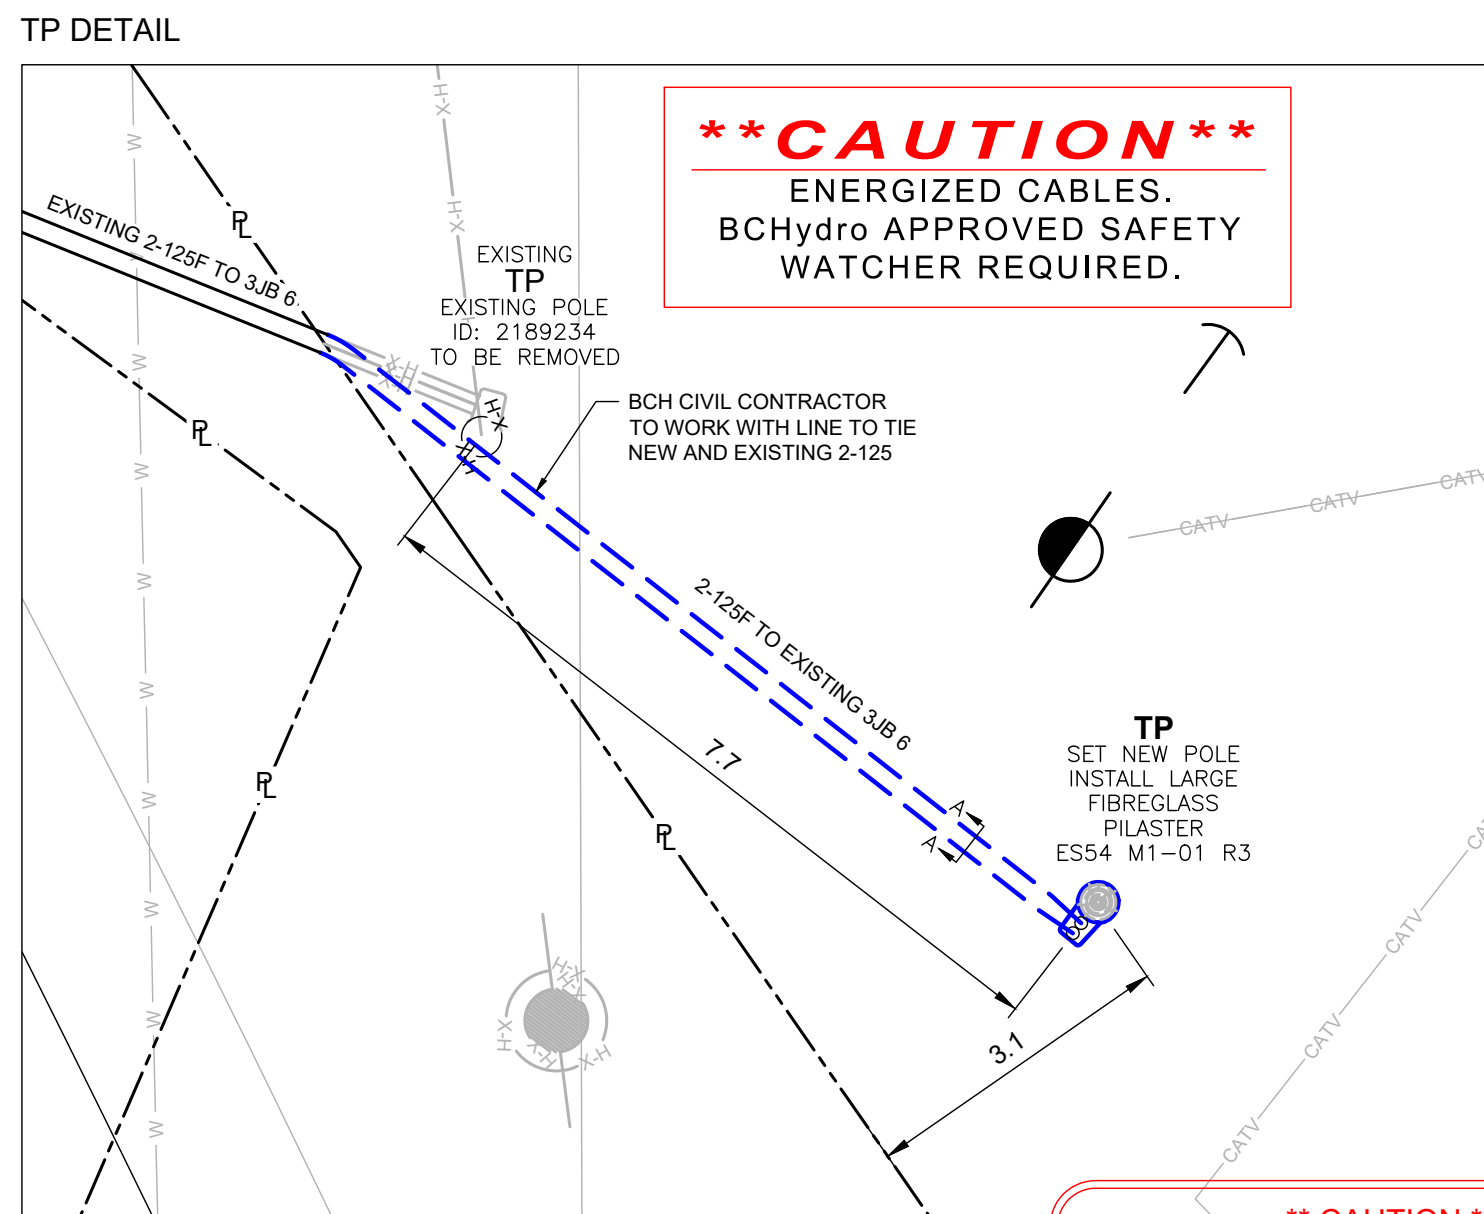 TP DETAIL
**CAUTION**
ENERGIZED CABLES.
BCHydro APPROVED SAFETY
WATCHER REQUIRED.
EXISTING 2-125F TO 3JB 6
EXISTING
TP
EXISTING POLE
ID: 2189234
TO BE REMOVED
BCH CIVIL CONTRACTOR
TO WORK WITH LINE TO TIE
NEW AND EXISTING 2-125
2-125F TO EXISTING 3JB 6
7.7
3.1
TP
SET NEW POLE
INSTALL LARGE
FIBREGLASS
PILASTER
ES54 M1-01 R3
A
A
PL
PL
PL
PL
W
W
W
W
W
W
W
W
W
W
H-X
H-X
H-X
H-X
H-X
H-X
H-X
H-X
H-X
CATV
CATV
CATV
CATV
CATV
CATV
** CAUTION *